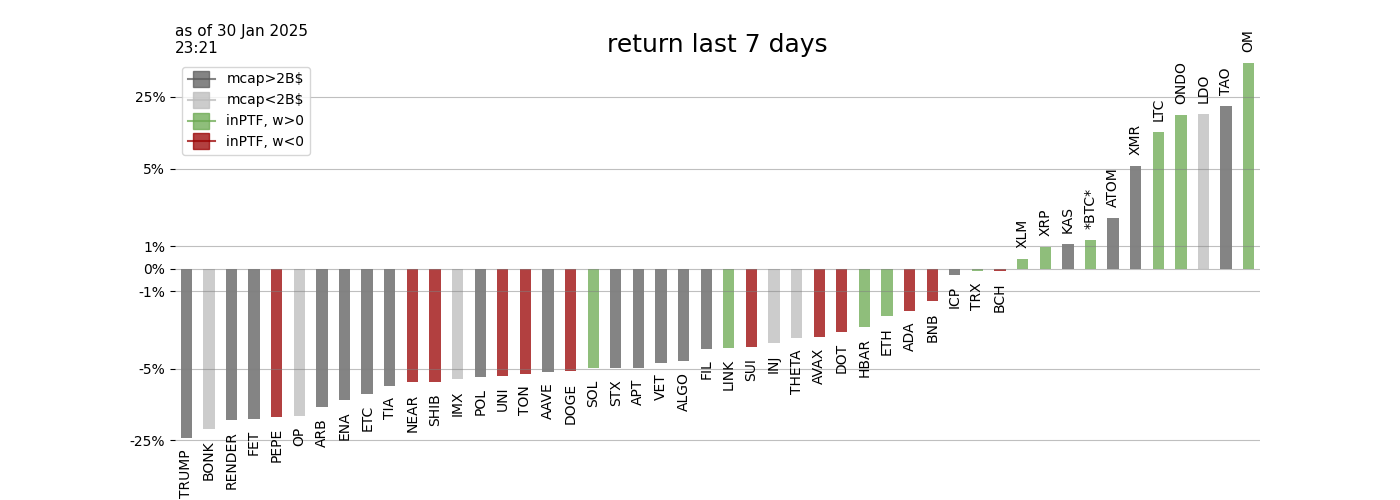 as of 30 Jan 2025
23:21
return last 7 days
mcap>2B$
mcap<2B$
inPTF, w>0
inPTF, w<0
25%
5%
1%
0%
-1%
-5%
-25%
TRUMP
BONK
RENDER
FET
PEPE
OP
ARB
ENA
ETC
TIA
NEAR
SHIB
IMX
POL
UNI
TON
AAVE
DOGE
SOL
STX
APT
VET
ALGO
FIL
LINK
SUI
INJ
THETA
AVAX
DOT
HBAR
ETH
ADA
BNB
ICP
TRX
BCH
XLM
XRP
KAS
*BTC*
ATOM
XMR
LTC
ONDO
LDO
TAO
OM